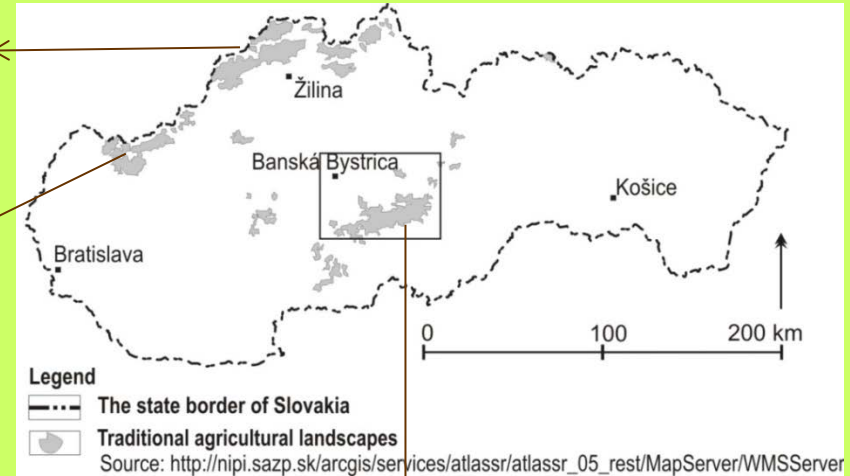 Žilina
Banská Bystrica
Košice
Bratislava
0 100 200 km
Legend
The state border of Slovakia
Traditional agricultural landscapes
Source: http://nipi.sazp.sk/arcgis/services/atlassr/atlassr_05_rest/MapServer/WMSServer